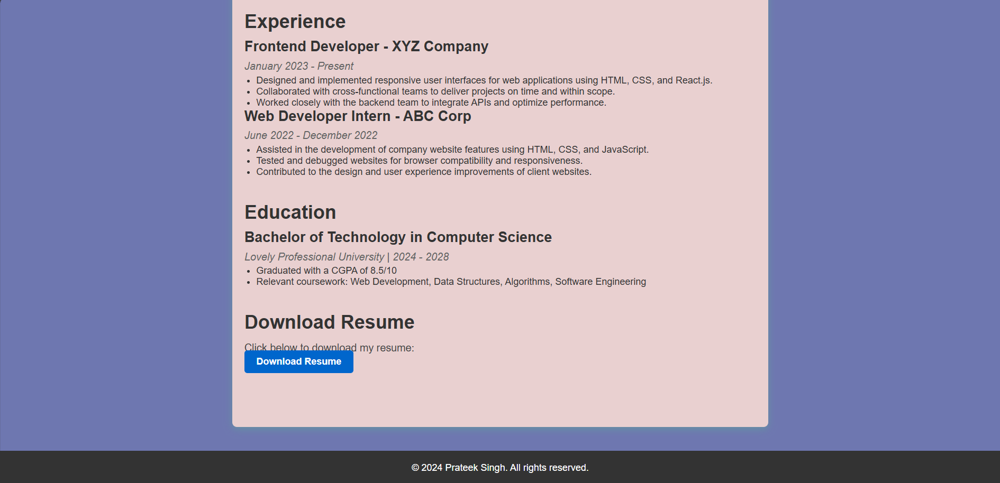 Experience
Frontend Developer - XYZ Company
January 2023 - Present
• Designed and implemented responsive user interfaces for web applications using HTML, CSS, and React.js.
• Collaborated with cross-functional teams to deliver projects on time and within scope.
• Worked closely with the backend team to integrate APIs and optimize performance.
Web Developer Intern - ABC Corp
June 2022 - December 2022
• Assisted in the development of company website features using HTML, CSS, and JavaScript.
• Tested and debugged websites for browser compatibility and responsiveness.
• Contributed to the design and user experience improvements of client websites.
Education
Bachelor of Technology in Computer Science
Lovely Professional University | 2024 - 2028
• Graduated with a CGPA of 8.5/10
• Relevant coursework: Web Development, Data Structures, Algorithms, Software Engineering
Download Resume
Click below to download my resume:
Download Resume
© 2024 Prateek Singh. All rights reserved.